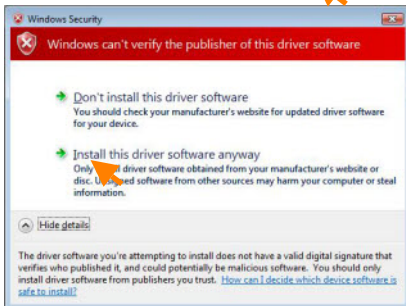 Windows Security
Windows can't verify the publisher of this driver software
Don't install this driver software
You should check your manufacturer's website for updated driver software
for your device.
Install this driver software anyway
Only driver software obtained from your manufacturer's website or
disc. software from other sources may harm your computer or steal
information.
Hide details
The driver software you're attempting to install does not have a valid digital signature that
verifies who published it, and could potentially be malicious software. You should only
install driver software from publishers you trust. How can I decide which device software is
safe to install?